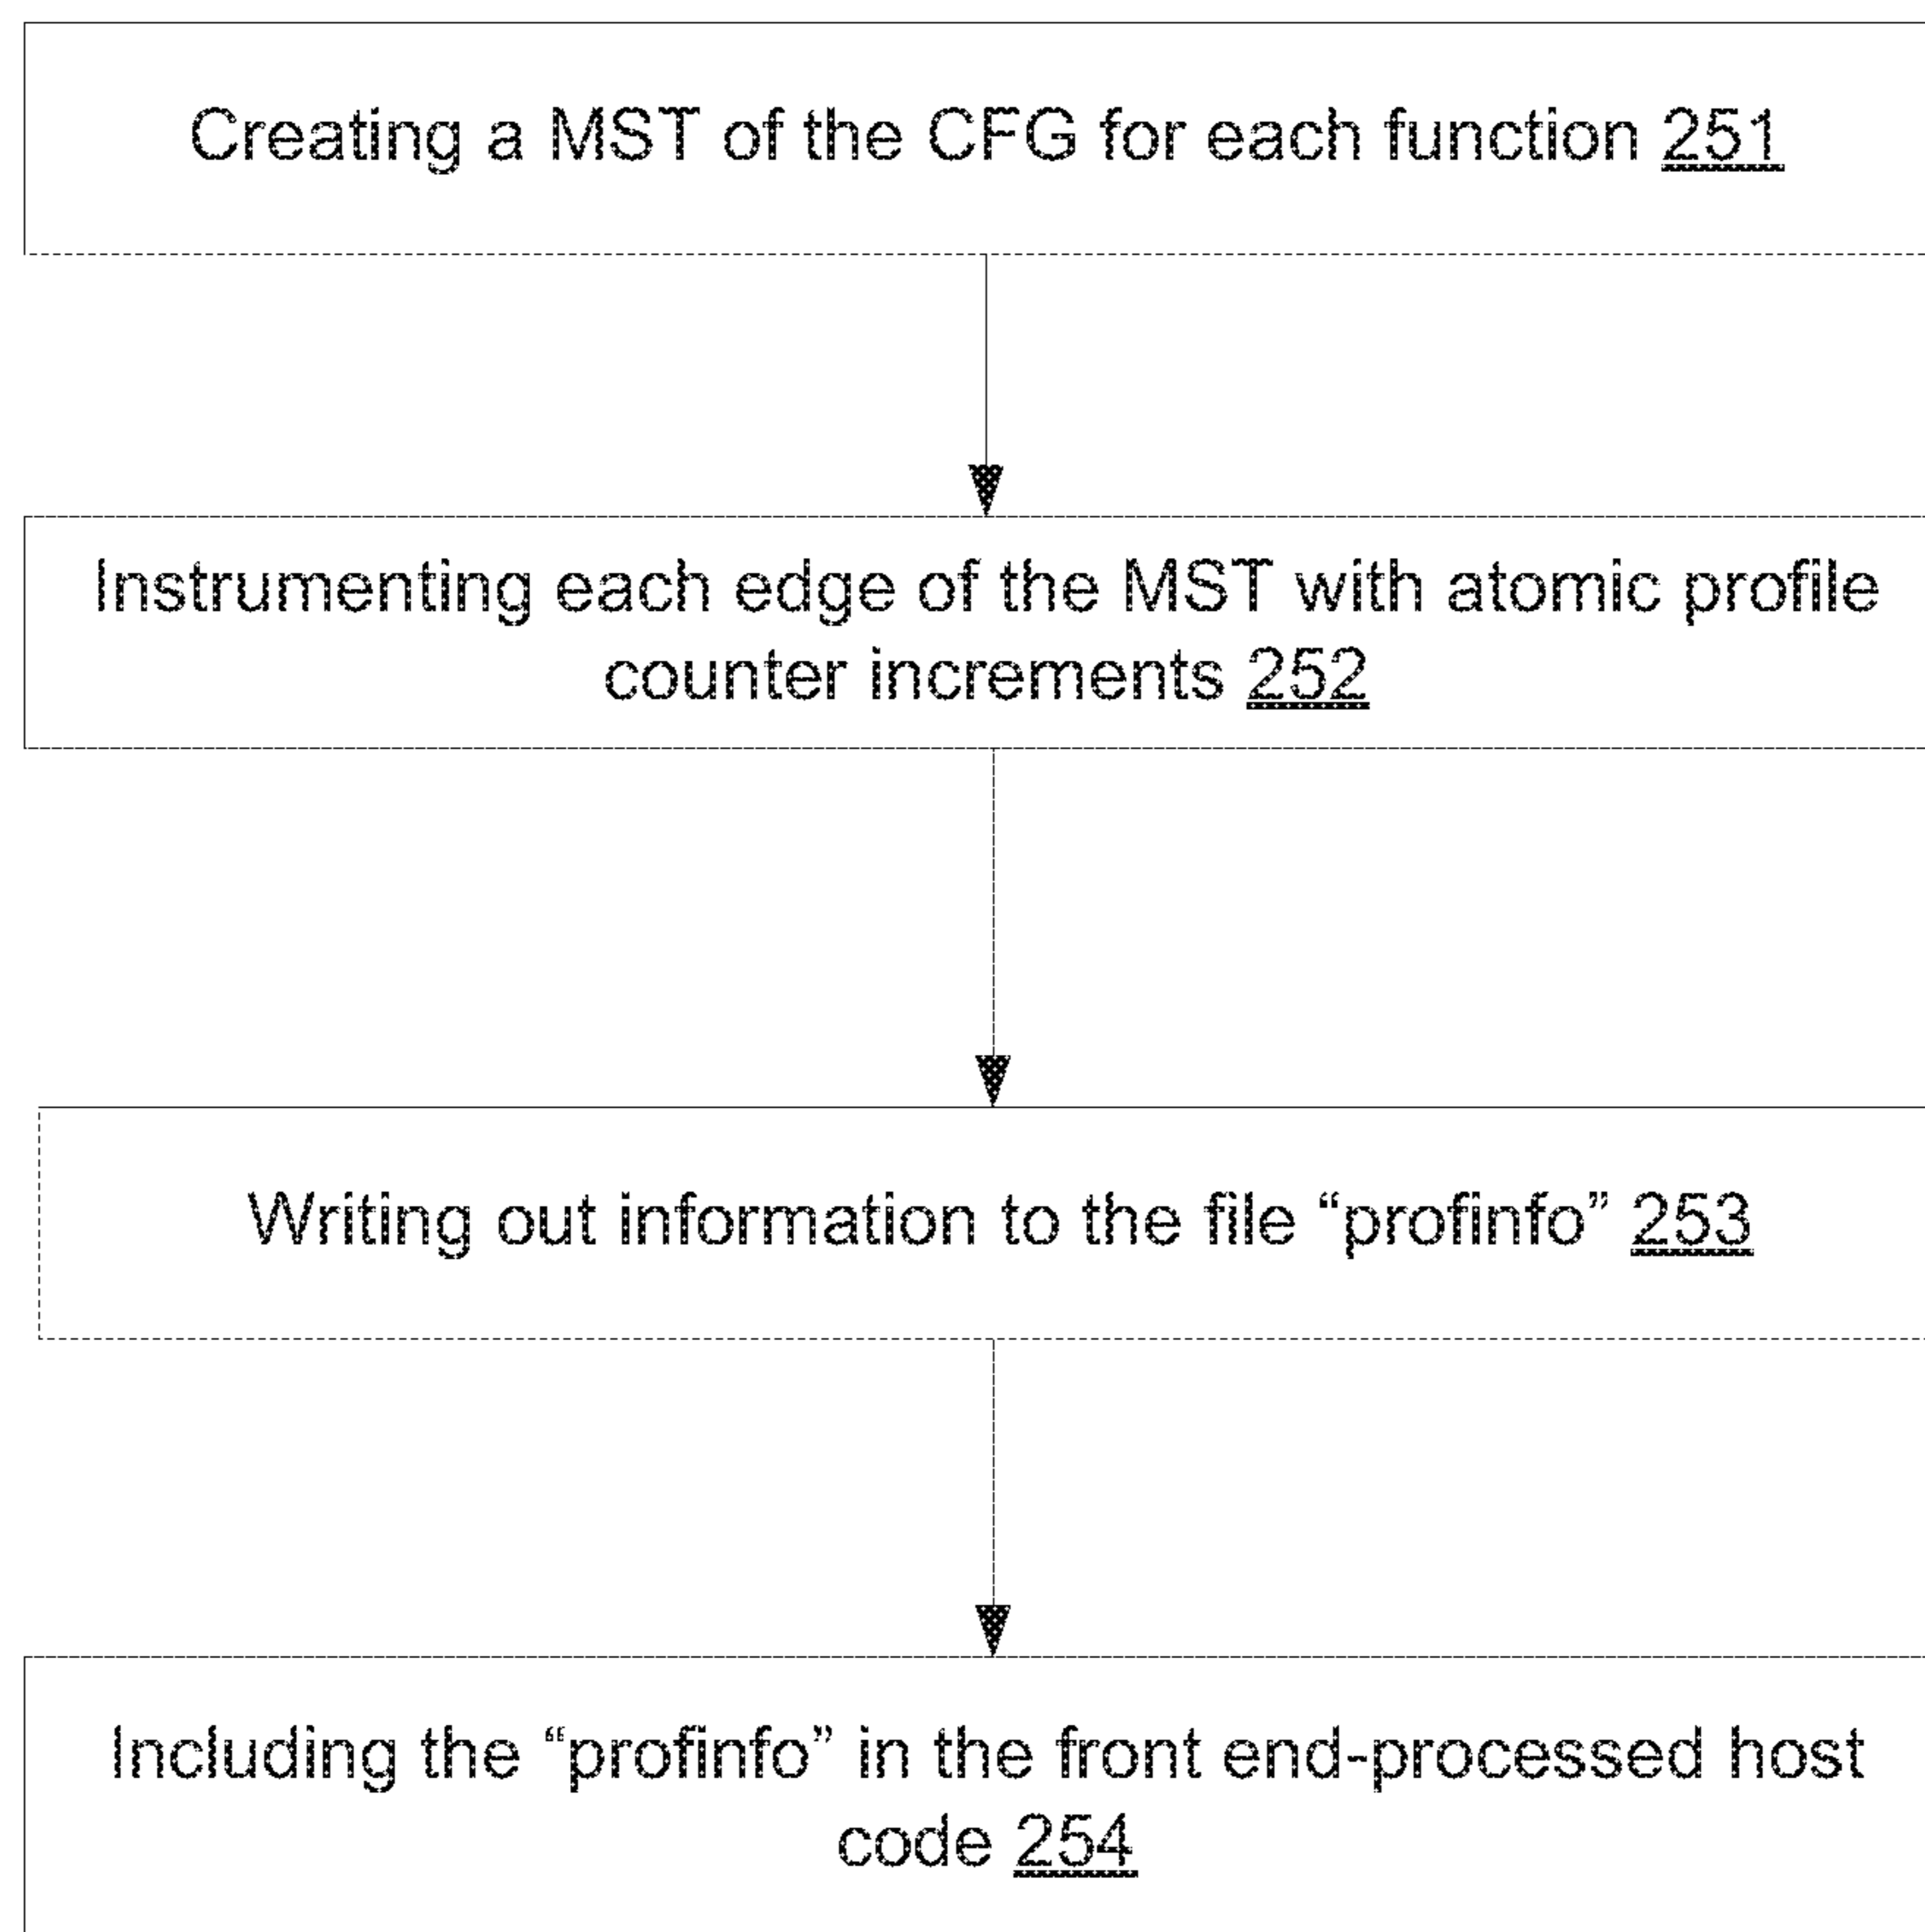 Creating a MST of the CFG for each function 251
Instrumenting each edge of the MST with atomic profile
counter increments 252
Writing out information to the file “profinfo” 253
Including the “profinfo” in the front end-processed host
code 254